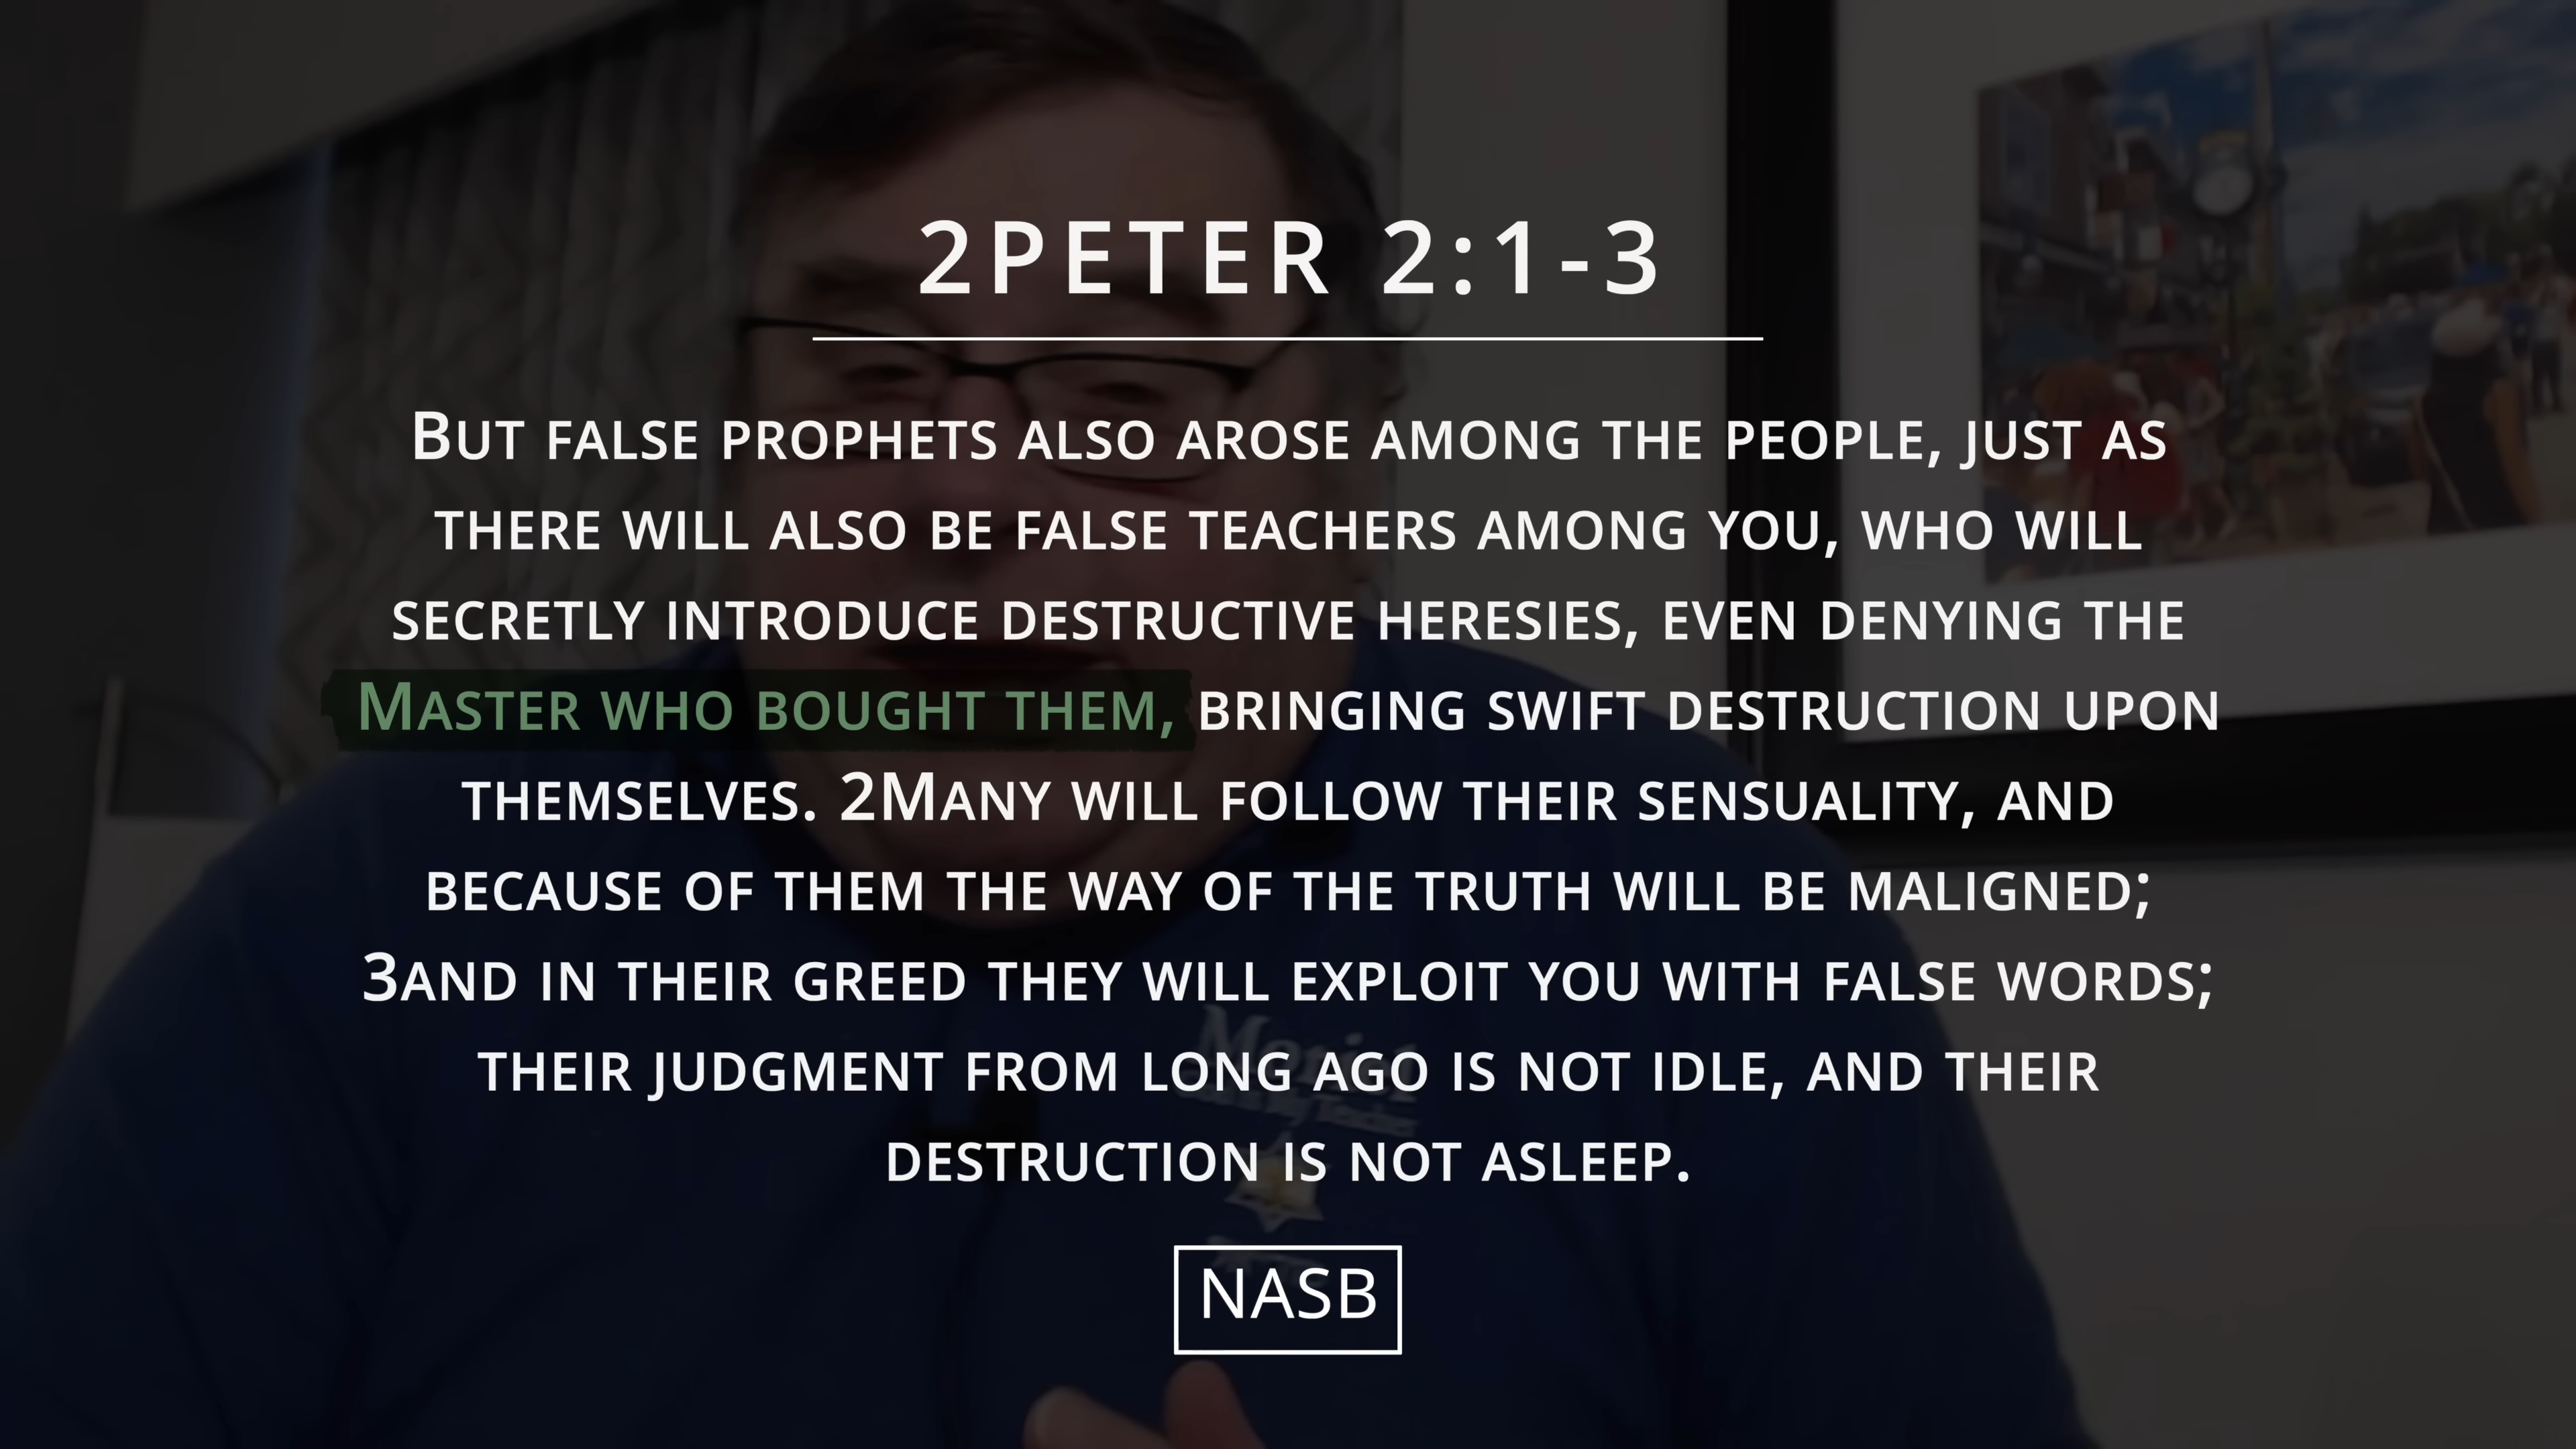 2PETER 2:1-3
But false prophets also arose among the people, just as
there will also be false teachers among you, who will
secretly introduce destructive heresies, even denying the
Master who bought them, bringing swift destruction upon
themselves. 2Many will follow their sensuality, and
because of them the way of the truth will be maligned;
3and in their greed they will exploit you with false words;
their judgment from long ago is not idle, and their
destruction is not asleep.
NASB